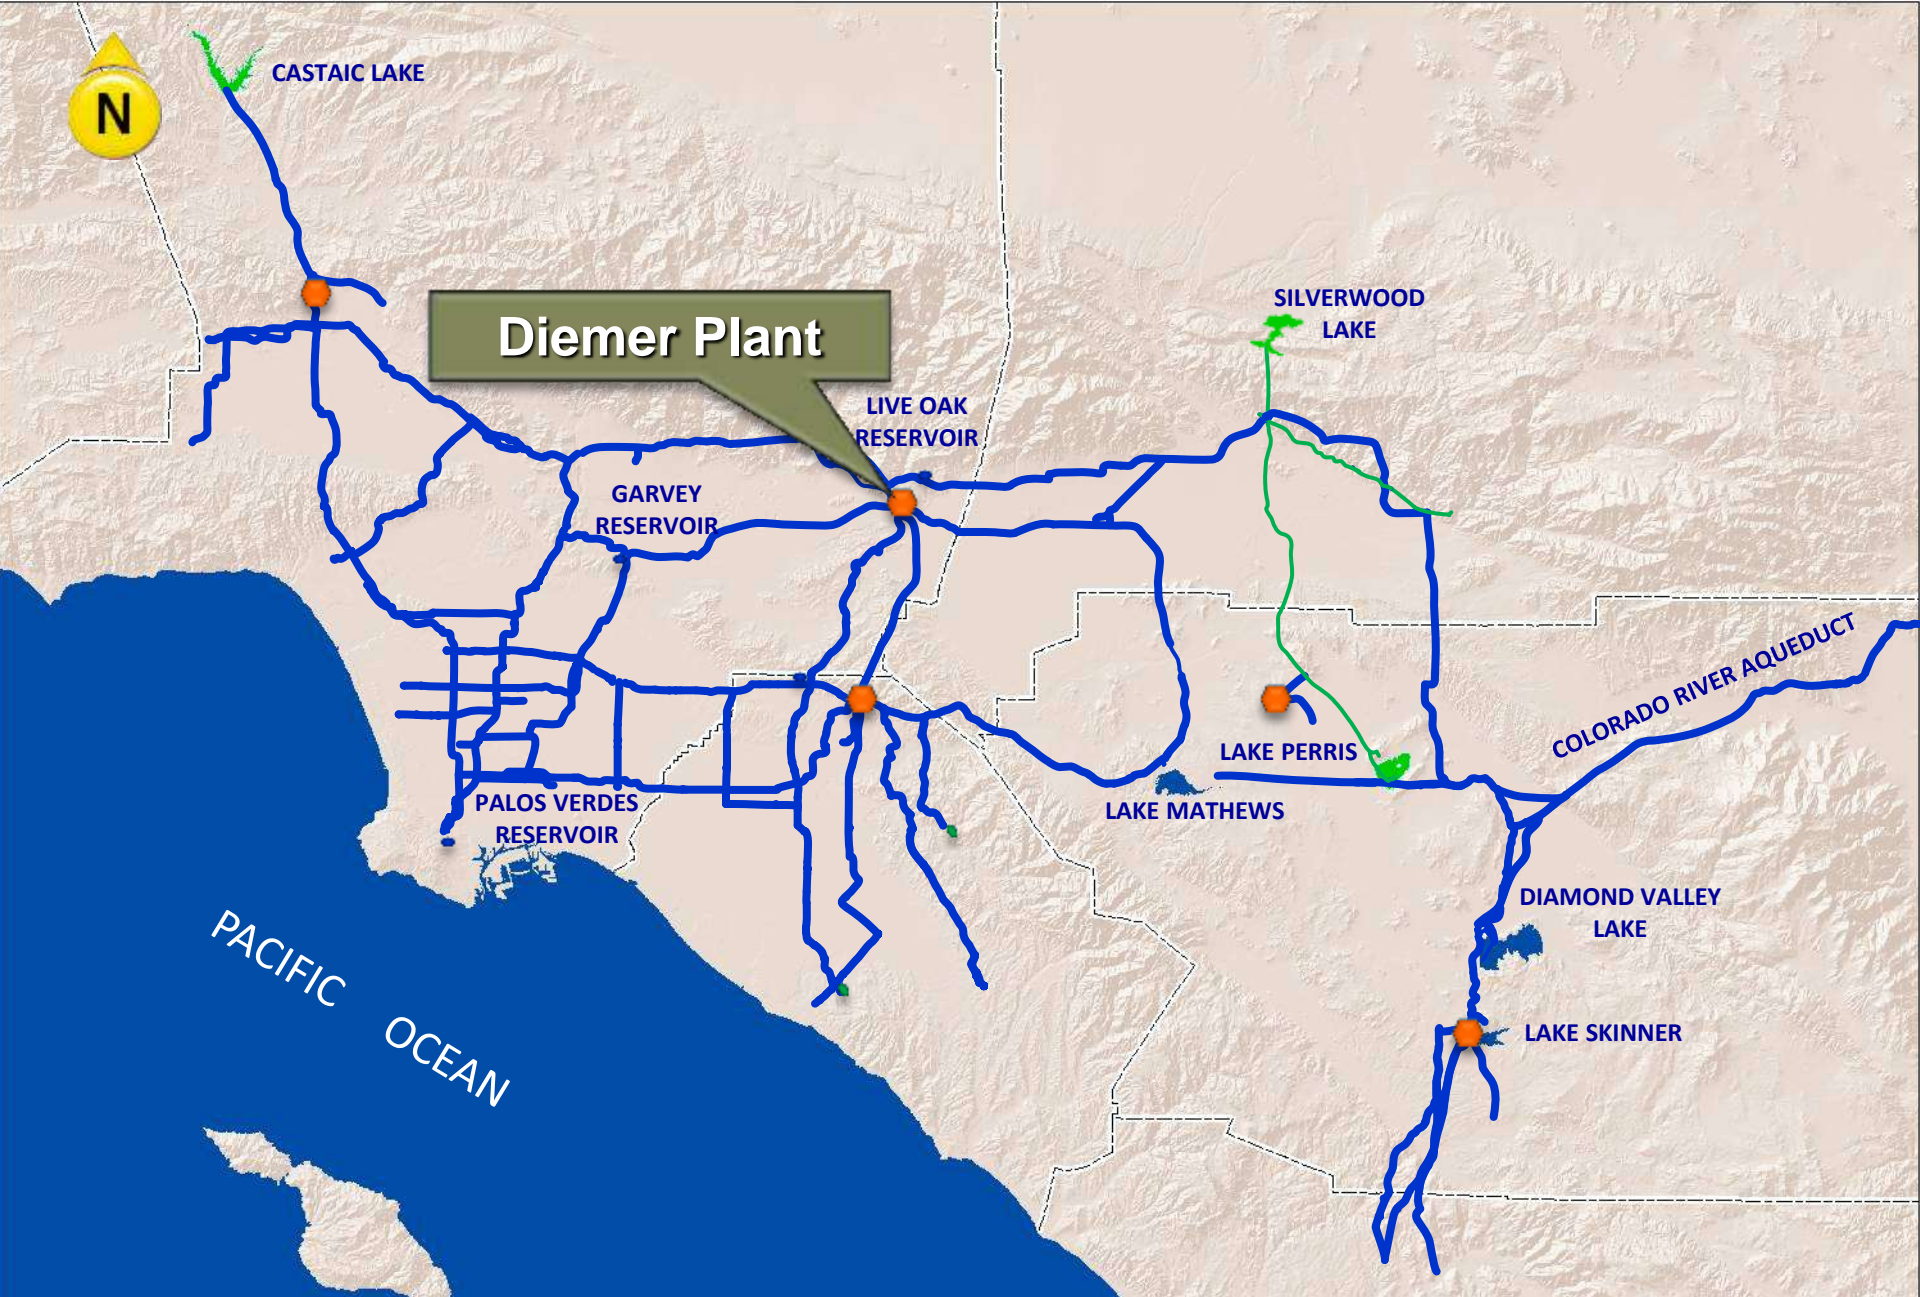 N
CASTAIC LAKE
SILVERWOOD
LAKE
Diemer Plant
LIVE OAK
RESERVOIR
GARVEY
RESERVOIR
COLORADO RIVER AQUEDUCT
LAKE PERRIS
LAKE MATHEWS
PALOS VERDES
RESERVOIR
DIAMOND VALLEY
LAKE
PACIFIC OCEAN
LAKE SKINNER